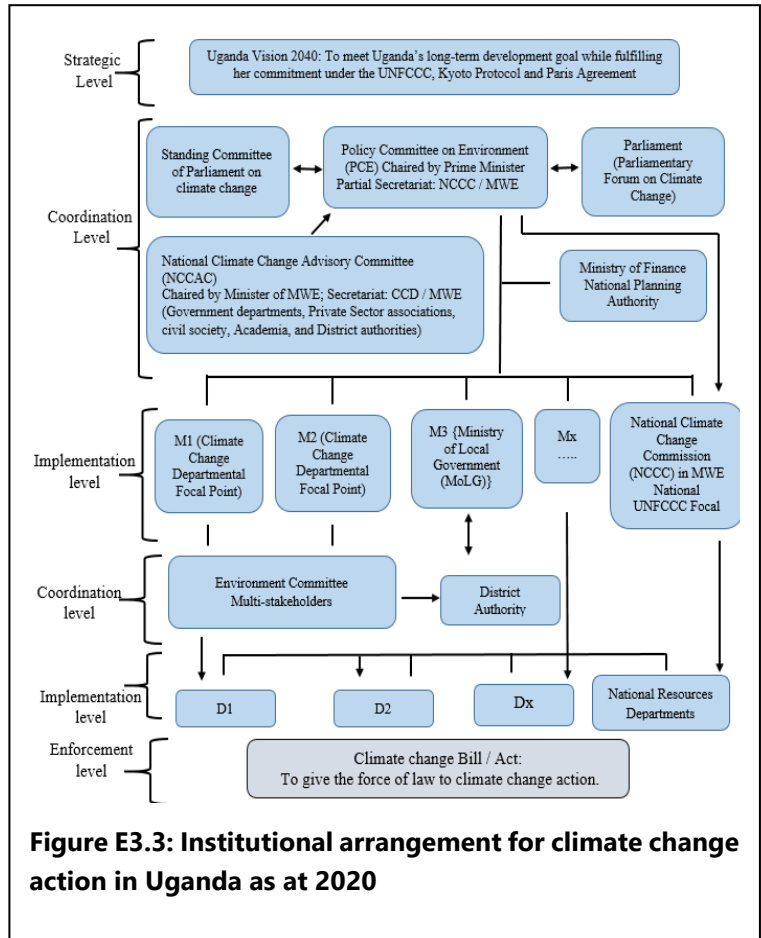 Strategic
Level
Uganda Vision 2040: To meet Uganda's long-term development goal while fulfilling
her commitment under the UNFCCC, Kyoto Protocol and Paris Agreement
Coordination
Level
Standing Committee
of Parliament on
climate change
Policy Committee on Environment
(PCE) Chaired by Prime Minister
Partial Secretariat: NCCC / MWE
Parliament
(Parliamentary
Forum on Climate
Change)
National Climate Change Advisory Committee
(NCCAC)
Chaired by Minister of MWE; Secretariat: CCD / MWE
(Government departments, Private Sector associations,
civil society, Academia, and District authorities)
Ministry of Finance
National Planning
Authority
Implementation
level
M1 (Climate
Change
Departmental
Focal Point)
M2 (Climate
Change
Departmental
Focal Point)
M3 {Ministry
of Local
Government
(MoLG)}
Mx
…..
National Climate
Change
Commission
(NCCC) in MWE
National
UNFCCC Focal
Coordination
level
Environment Committee
Multi-stakeholders
District
Authority
Implementation
level
D1
D2
Dx
National Resources
Departments
Enforcement
level
Climate change Bill / Act:
To give the force of law to climate change action.
Figure E3.3: Institutional arrangement for climate change
action in Uganda as at 2020